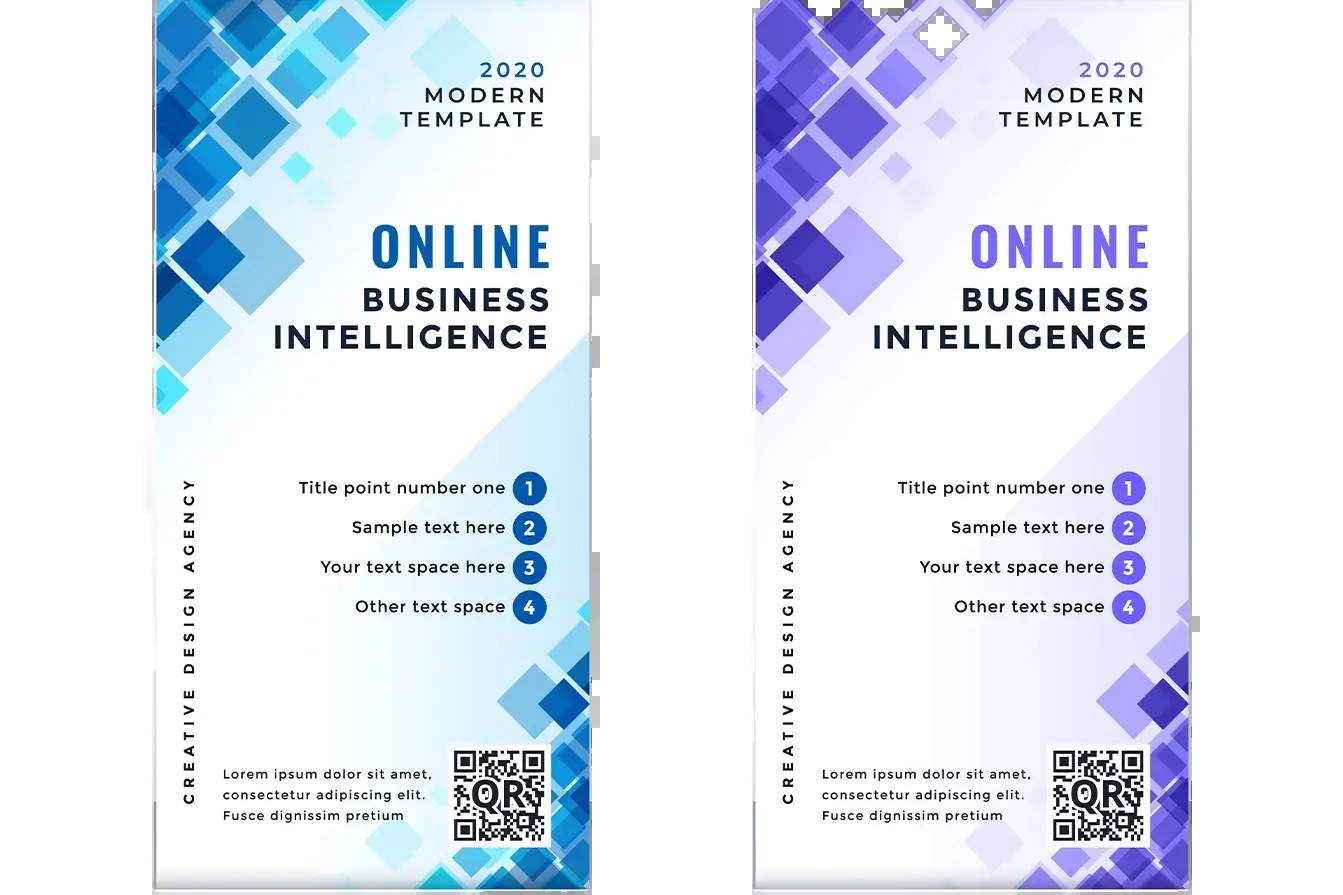 2020
MODERN
TEMPLATE
ONLINE
BUSINESS
INTELLIGENCE
Title point number one 1
Sample text here 2
Your text space here 3
Other text space 4
CREATIVE DESIGN AGENCY
Lorem ipsum dolor sit amet,
consectetur adipiscing elit.
Fusce dignissim pretium
QR
2020
MODERN
TEMPLATE
ONLINE
BUSINESS
INTELLIGENCE
Title point number one 1
Sample text here 2
Your text space here 3
Other text space 4
CREATIVE DESIGN AGENCY
Lorem ipsum dolor sit amet,
consectetur adipiscing elit.
Fusce dignissim pretium
QR